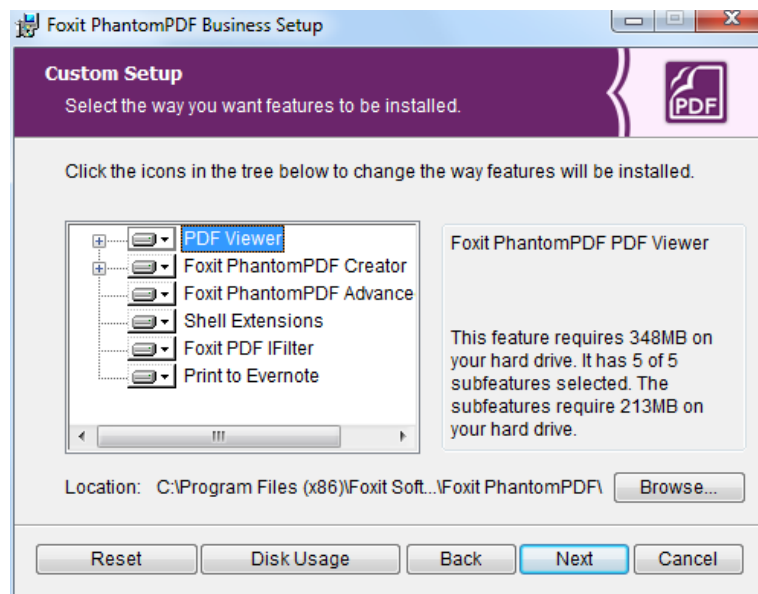 Foxit PhantomPDF Business Setup
Custom Setup
Select the way you want features to be installed.
PDF
Click the icons in the tree below to change the way features will be installed.
PDF Viewer
Foxit PhantomPDF Creator
Foxit PhantomPDF Advance
Shell Extensions
Foxit PDF IFilter
Print to Evernote
Foxit PhantomPDF PDF Viewer
This feature requires 348MB on
your hard drive. It has 5 of 5
subfeatures selected. The
subfeatures require 213MB on
your hard drive.
Location: C:\Program Files (x86)\Foxit Soft...\Foxit PhantomPDF\ Browse...
Reset Disk Usage Back Next Cancel